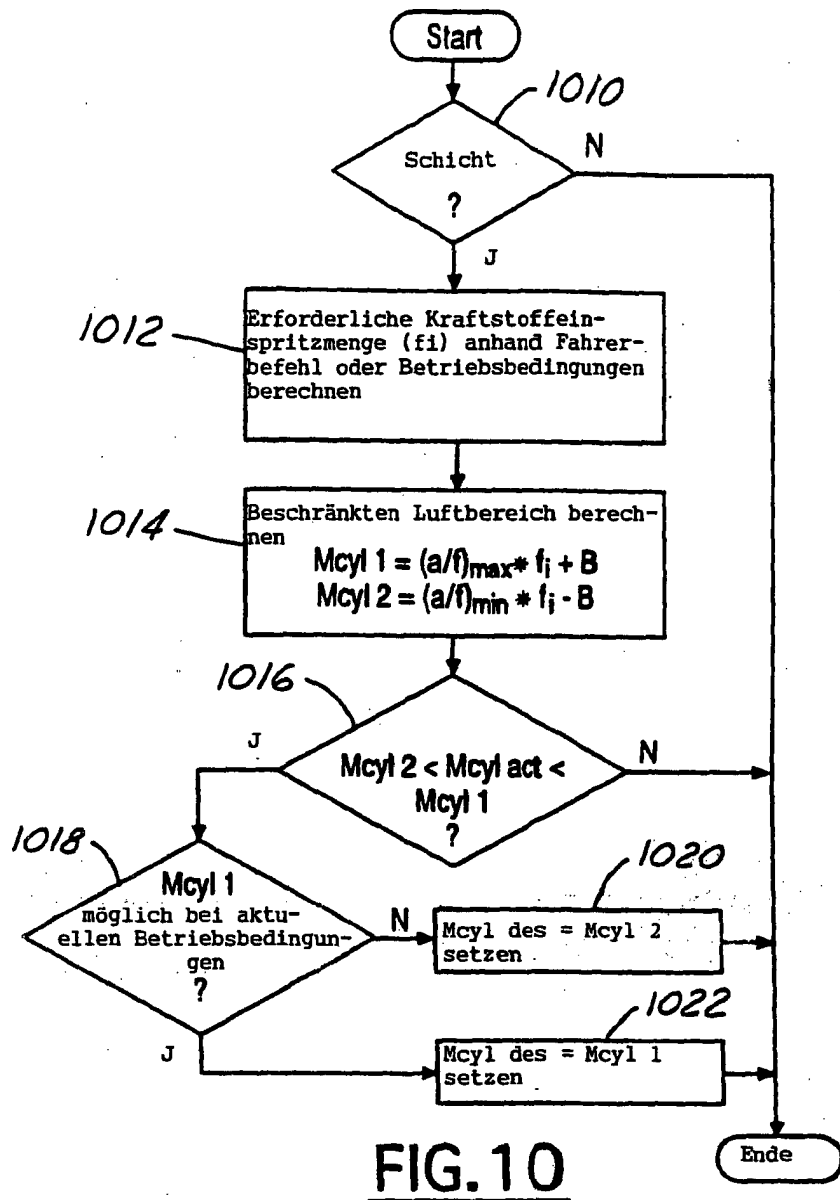 Start
1010
Schicht
?
N
J
1012
Erforderliche Kraftstoffein-
spritzmenge (fi) anhand Fahrer-
befehl oder Betriebsbedingungen
berechnen
1014
Beschränkten Luftbereich berech-
nen
Mcyl 1 = (a/f)max* fi + B
Mcyl 2 = (a/f)min * fi - B
1016
J
N
Mcyl 2 < Mcyl act <
Mcyl 1
?
1018
Mcyl 1
möglich bei aktu-
ellen Betriebsbedingun-
gen
?
N
J
1020
Mcyl des = Mcyl 2
setzen
1022
Mcyl des = Mcyl 1
setzen
Ende
FIG.10